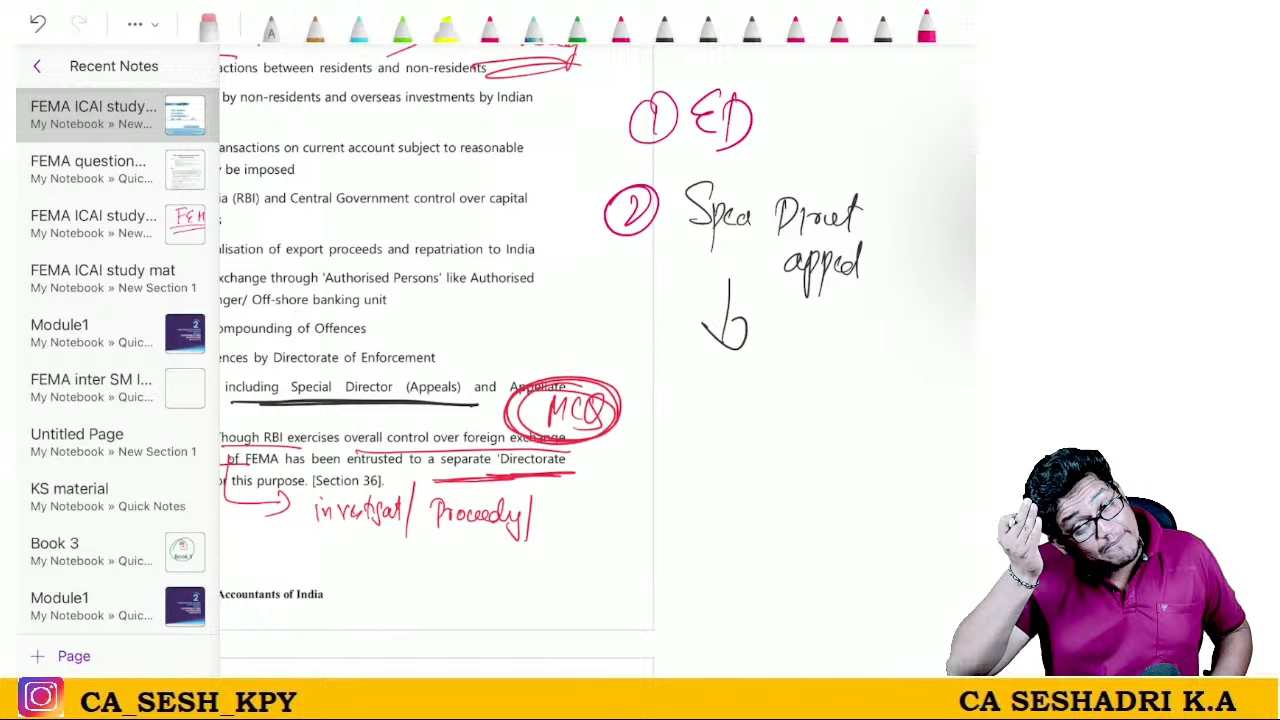 Recent Notes
FEMA ICAI study...
My Notebook » New...
FEMA question...
My Notebook » Quic...
FEMA ICAI study...
My Notebook » New...
FEMA ICAI study mat
My Notebook » New Section 1
Module1
My Notebook » Quic...
FEMA inter SM I...
My Notebook » Quic...
Untitled Page
My Notebook » New Section 1
KS material
My Notebook » Quick Notes
Book 3
My Notebook » Quic...
Book 3
Module1
My Notebook » Quic...
+ Page
actions between residents and non-residents
by non-residents and overseas investments by Indian
ansactions on current account subject to reasonable
y be imposed
ia (RBI) and Central Government control over capital
s
alisation of export proceeds and repatriation to India
xchange through 'Authorised Persons' like Authorised
nger/ Off-shore banking unit
ompounding of Offences
ences by Directorate of Enforcement
including Special Director (Appeals) and Appellate
MCQ
Though RBI exercises overall control over foreign exchange
of FEMA has been entrusted to a separate 'Directorate
or this purpose. [Section 36].
Accountants of India
1 ED
2
CA_SESH_KPY
CA SESHADRI K.A